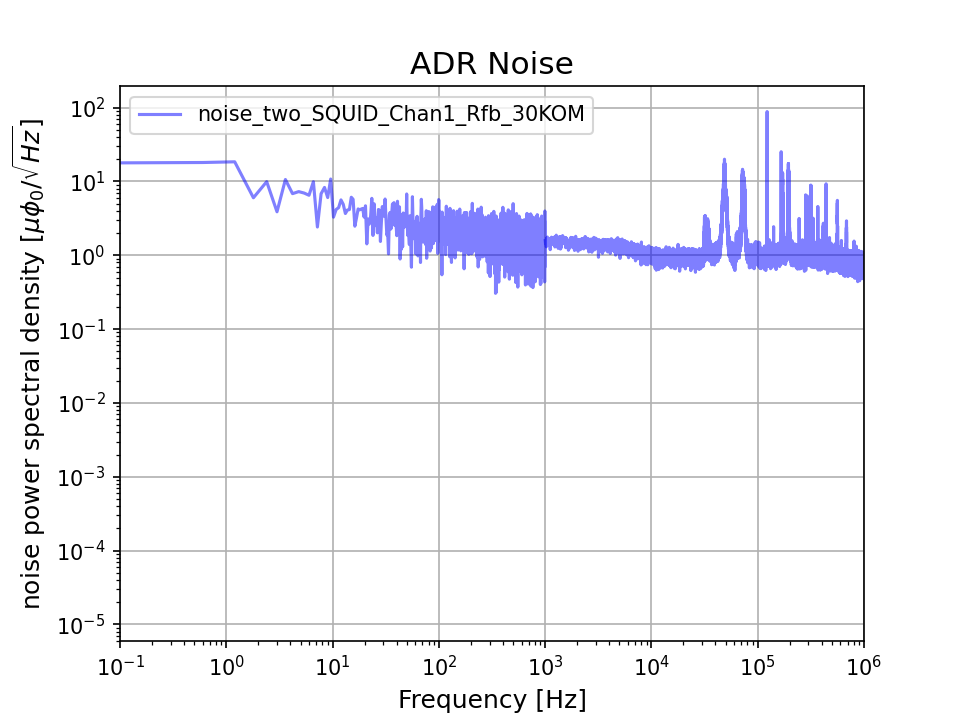 ADR Noise
noise_two_SQUID_Chan1_Rfb_30KOM
noise power spectral density [μϕ₀/√Hz]
10²
10¹
10⁰
10⁻¹
10⁻²
10⁻³
10⁻⁴
10⁻⁵
10⁻¹ 10⁰ 10¹ 10² 10³ 10⁴ 10⁵ 10⁶
Frequency [Hz]